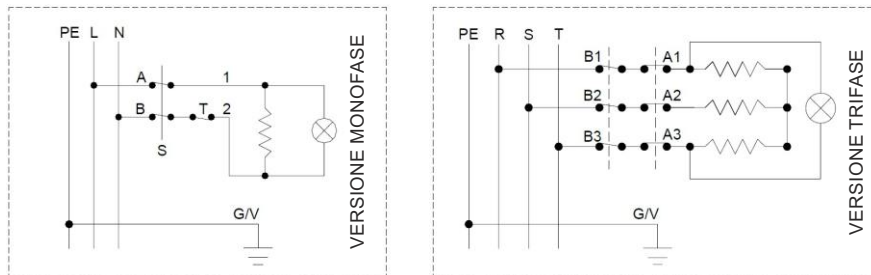 PE L N
A 1
B T 2
S
G/V
VERSIONE MONOFASE
PE R S T
B1 A1
B2 A2
B3 A3
G/V
VERSIONE TRIFASE